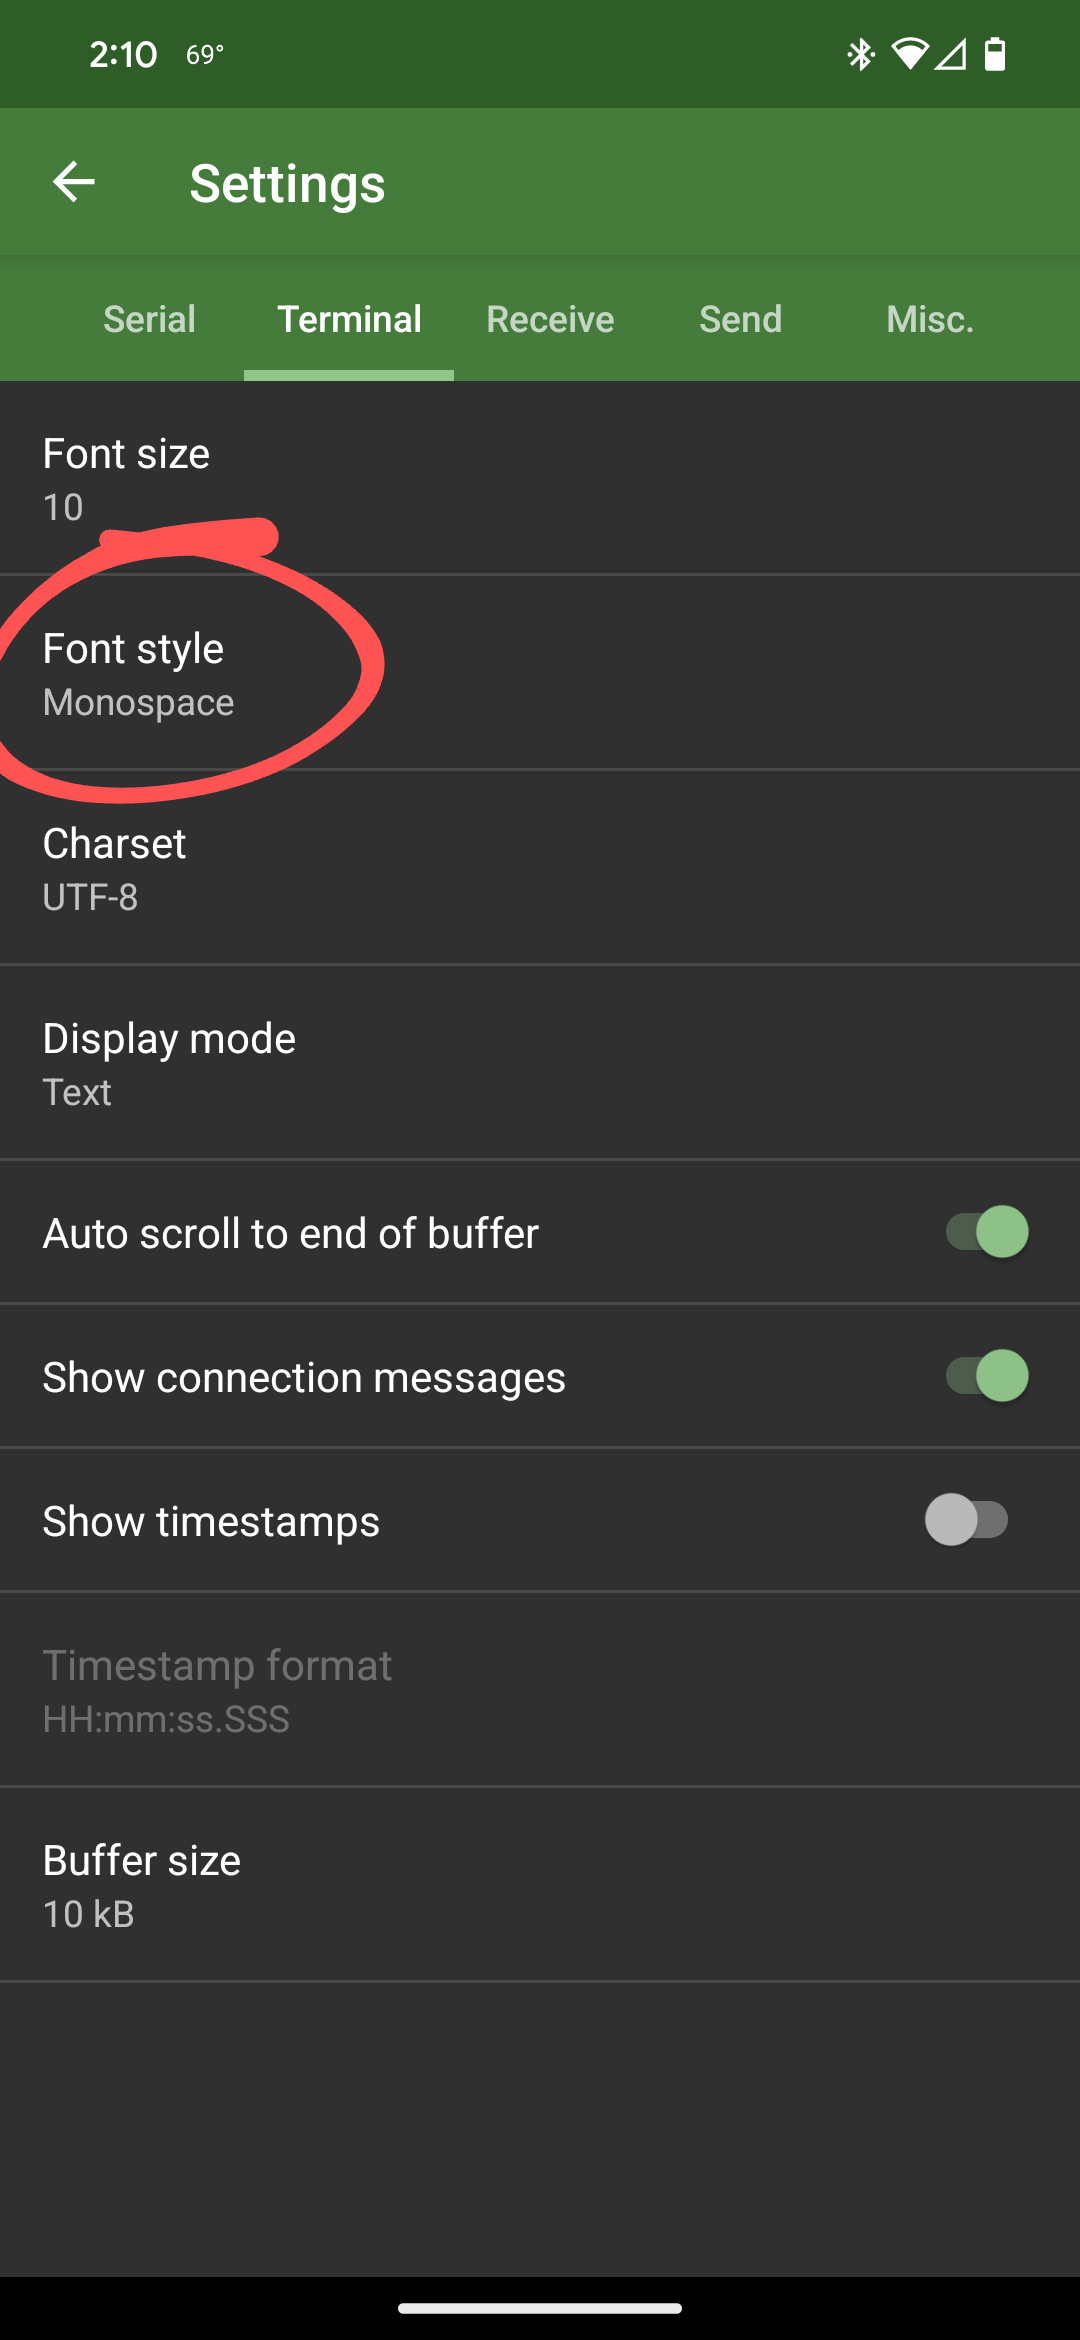 2:10 69°
Settings
Serial Terminal Receive Send Misc.
Font size
10
Font style
Monospace
Charset
UTF-8
Display mode
Text
Auto scroll to end of buffer
Show connection messages
Show timestamps
Timestamp format
HH:mm:ss.SSS
Buffer size
10 kB